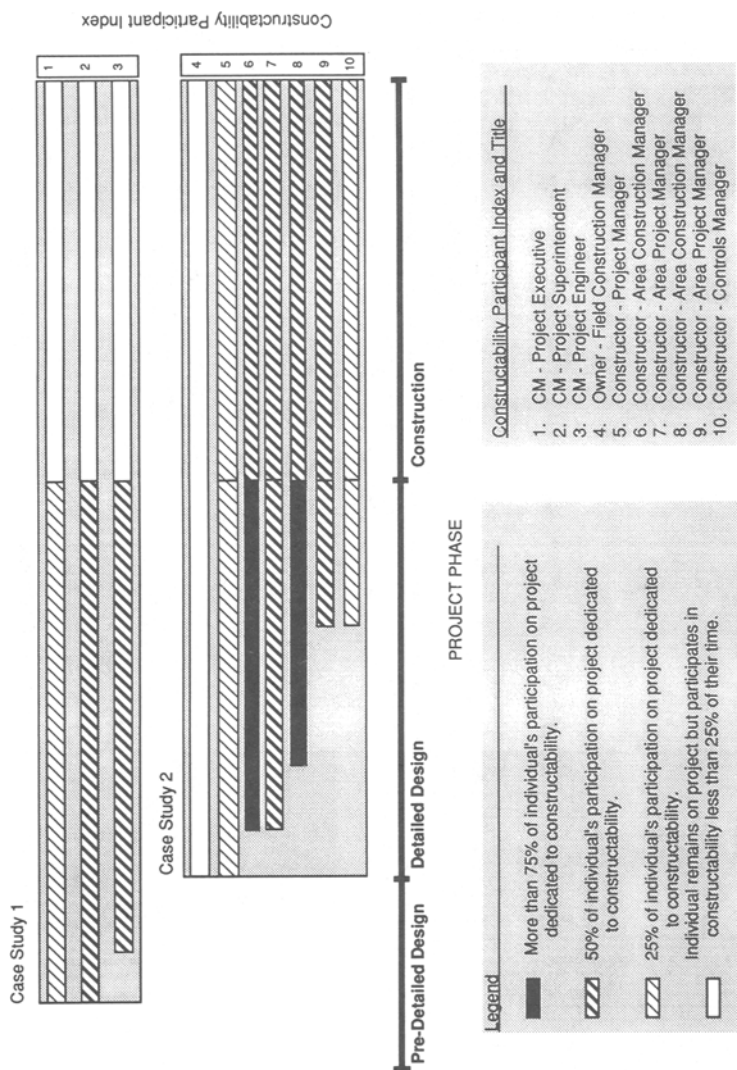 Constructability Participant Index
Case Study 1
1
2
3
Case Study 2
4
5
6
7
8
9
10
Pre-Detailed Design
Detailed Design
Construction
PROJECT PHASE
Legend
More than 75% of individual's participation on project
dedicated to constructability.
50% of individual's participation on project dedicated
to constructability.
25% of individual's participation on project dedicated
to constructability.
Individual remains on project but participates in
constructability less than 25% of their time.
Constructability Participant Index and Title
1. CM - Project Executive
2. CM - Project Superintendent
3. CM - Project Engineer
4. Owner - Field Construction Manager
5. Constructor - Project Manager
6. Constructor - Area Construction Manager
7. Constructor - Area Project Manager
8. Constructor - Area Construction Manager
9. Constructor - Area Project Manager
10. Constructor - Controls Manager